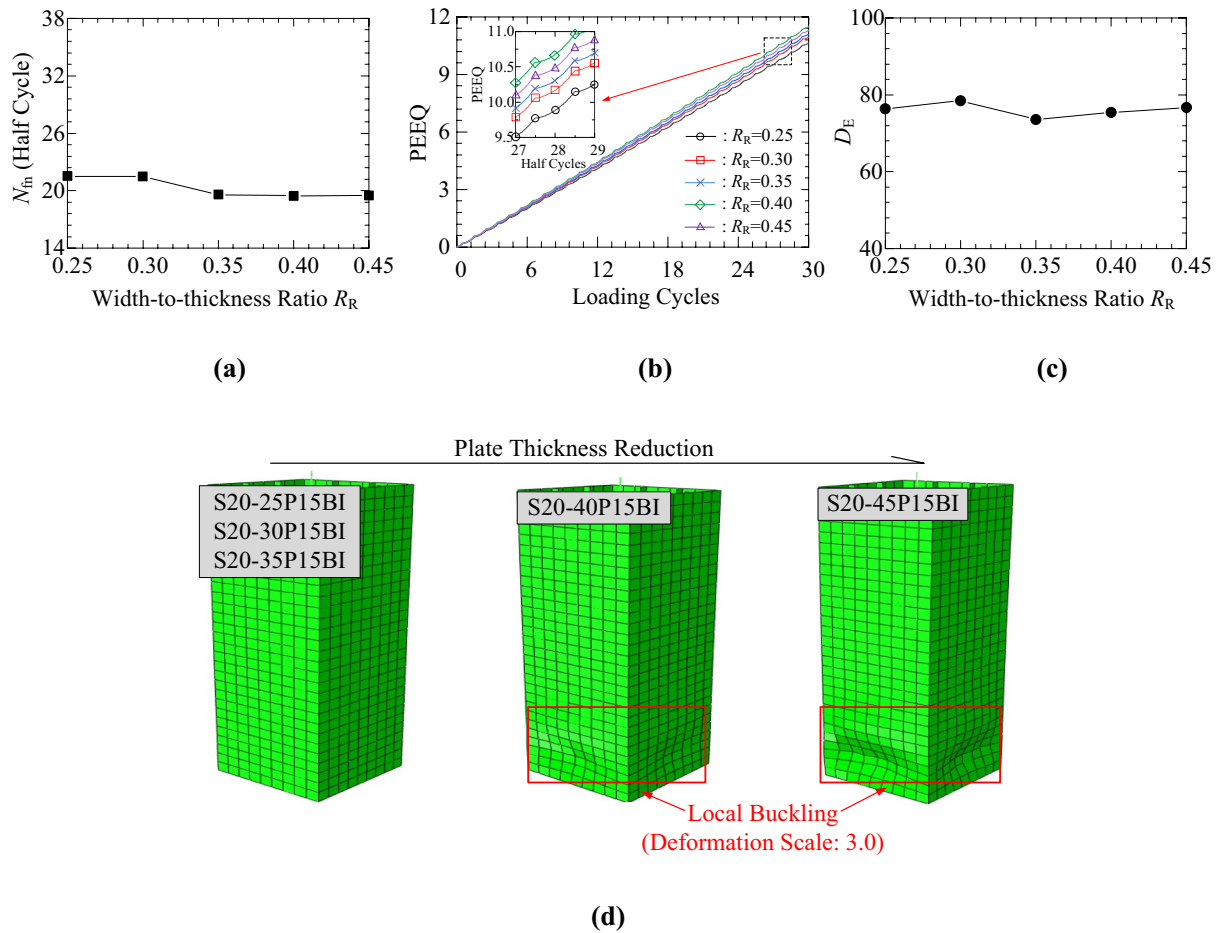 38
32
26
20
14
N_fn (Half Cycle)
0.25 0.30 0.35 0.40 0.45
Width-to-thickness Ratio R_R
(a)
15
12
9
6
3
0
PEEQ
11.0
10.5
10.0
9.5
PEEQ
27 28 29
Half Cycles
: R_R=0.25
: R_R=0.30
: R_R=0.35
: R_R=0.40
: R_R=0.45
0 6 12 18 24 30
Loading Cycles
(b)
100
80
60
40
D_E
0.25 0.30 0.35 0.40 0.45
Width-to-thickness Ratio R_R
(c)
Plate Thickness Reduction
S20-25P15BI
S20-30P15BI
S20-35P15BI
S20-40P15BI
S20-45P15BI
Local Buckling
(Deformation Scale: 3.0)
(d)